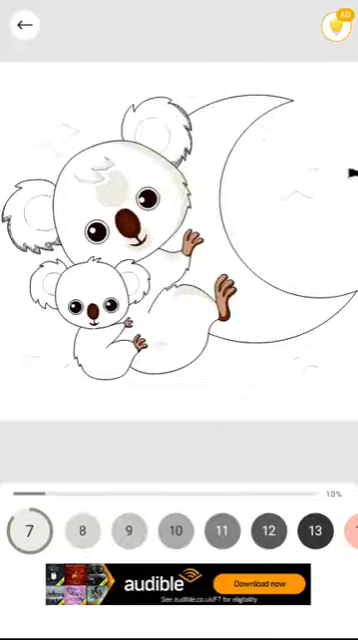 AD
10%
7 8 9 10 11 12 13
audible
Download now
See audible.co.uk/FT for eligibility